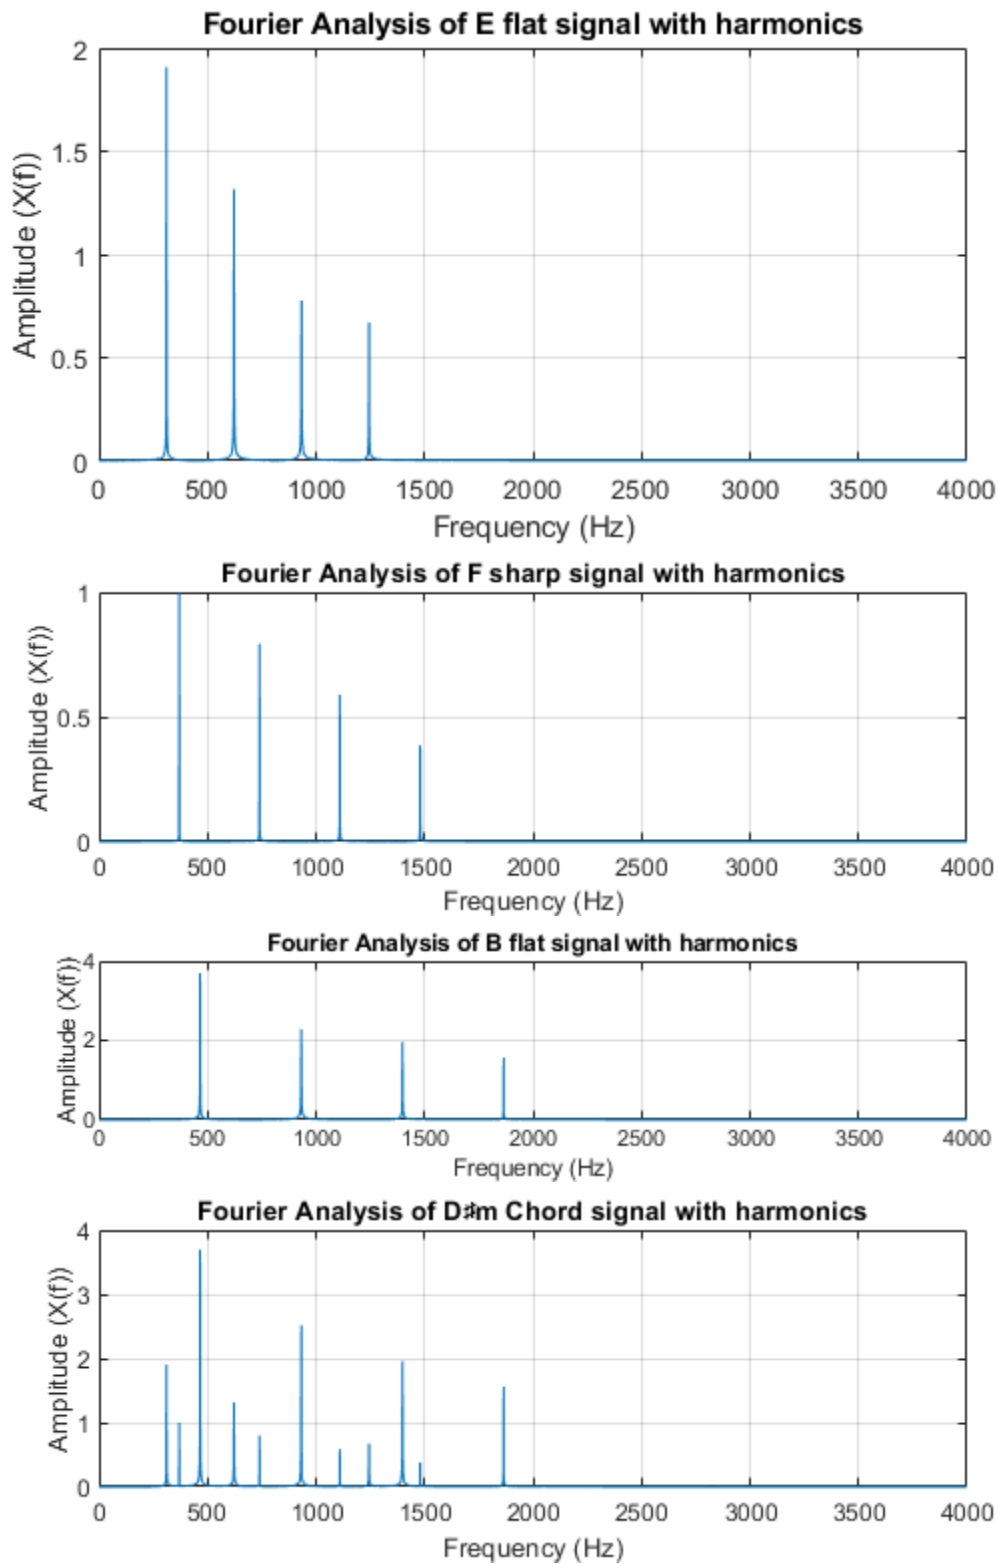 Fourier Analysis of E flat signal with harmonics
2
1.5
1
0.5
0
Amplitude (X(f))
0 500 1000 1500 2000 2500 3000 3500 4000
Frequency (Hz)
Fourier Analysis of F sharp signal with harmonics
1
0.5
0
Amplitude (X(f))
0 500 1000 1500 2000 2500 3000 3500 4000
Frequency (Hz)
Fourier Analysis of B flat signal with harmonics
4
2
0
Amplitude (X(f))
0 500 1000 1500 2000 2500 3000 3500 4000
Frequency (Hz)
Fourier Analysis of D♯m Chord signal with harmonics
4
3
2
1
0
Amplitude (X(f))
0 500 1000 1500 2000 2500 3000 3500 4000
Frequency (Hz)